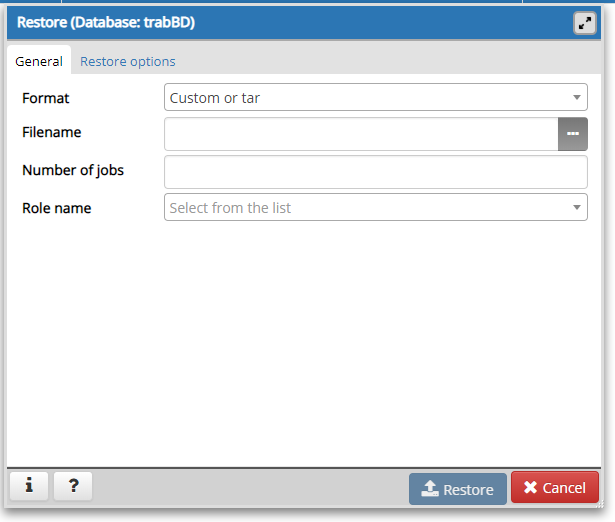 Restore (Database: trabBD)
General Restore options
Format Custom or tar
Filename ...
Number of jobs
Role name Select from the list
i ? Restore Cancel